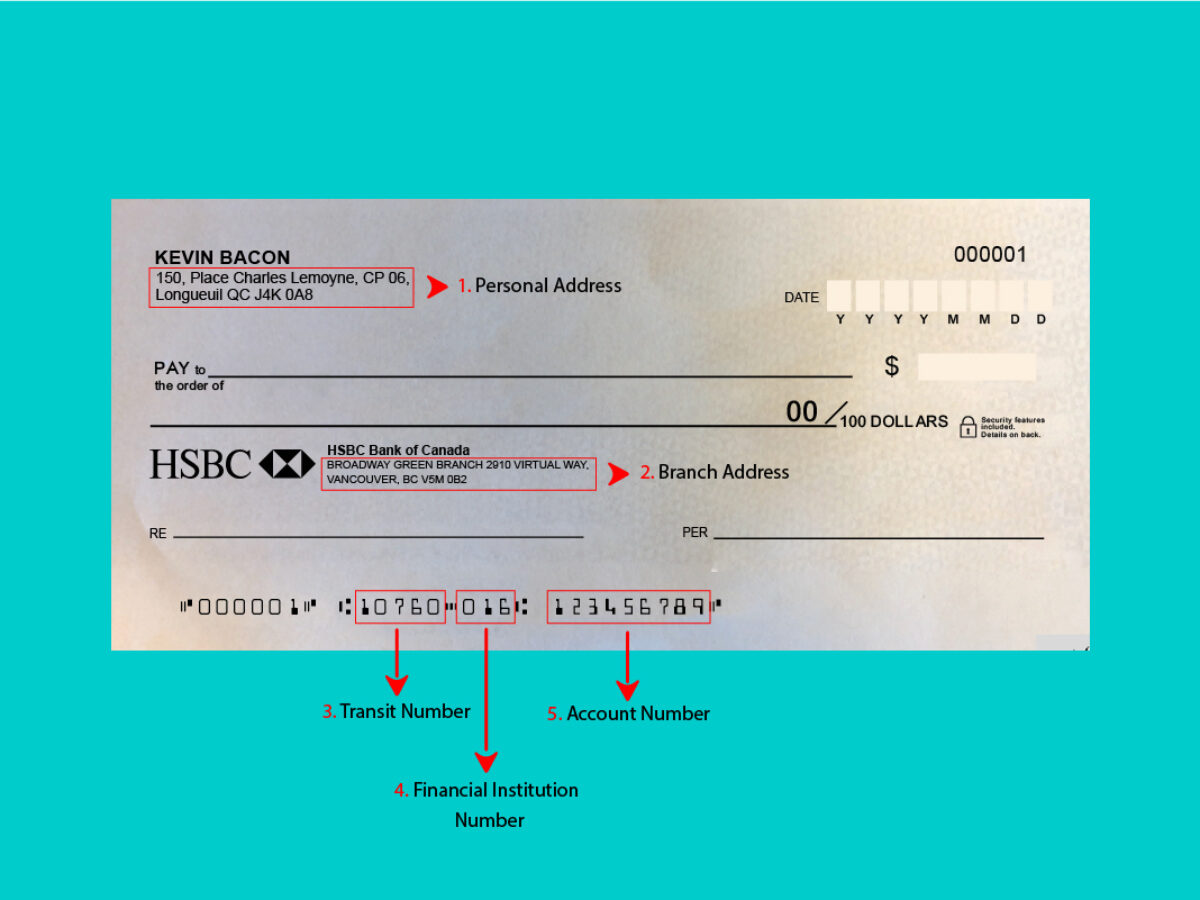 KEVIN BACON
150, Place Charles Lemoyne, CP 06,
Longueuil QC J4K 0A8
1. Personal Address
000001
DATE
Y Y Y Y M M D D
PAY to
the order of
$
00 / 100 DOLLARS
Security features
included.
Details on back.
HSBC
HSBC Bank of Canada
BROADWAY GREEN BRANCH 2910 VIRTUAL WAY,
VANCOUVER, BC V5M 0B2
2. Branch Address
RE
PER
⑈000001⑈ ⑆10760⑉016⑆ 123456789⑈
3. Transit Number
5. Account Number
4. Financial Institution
Number